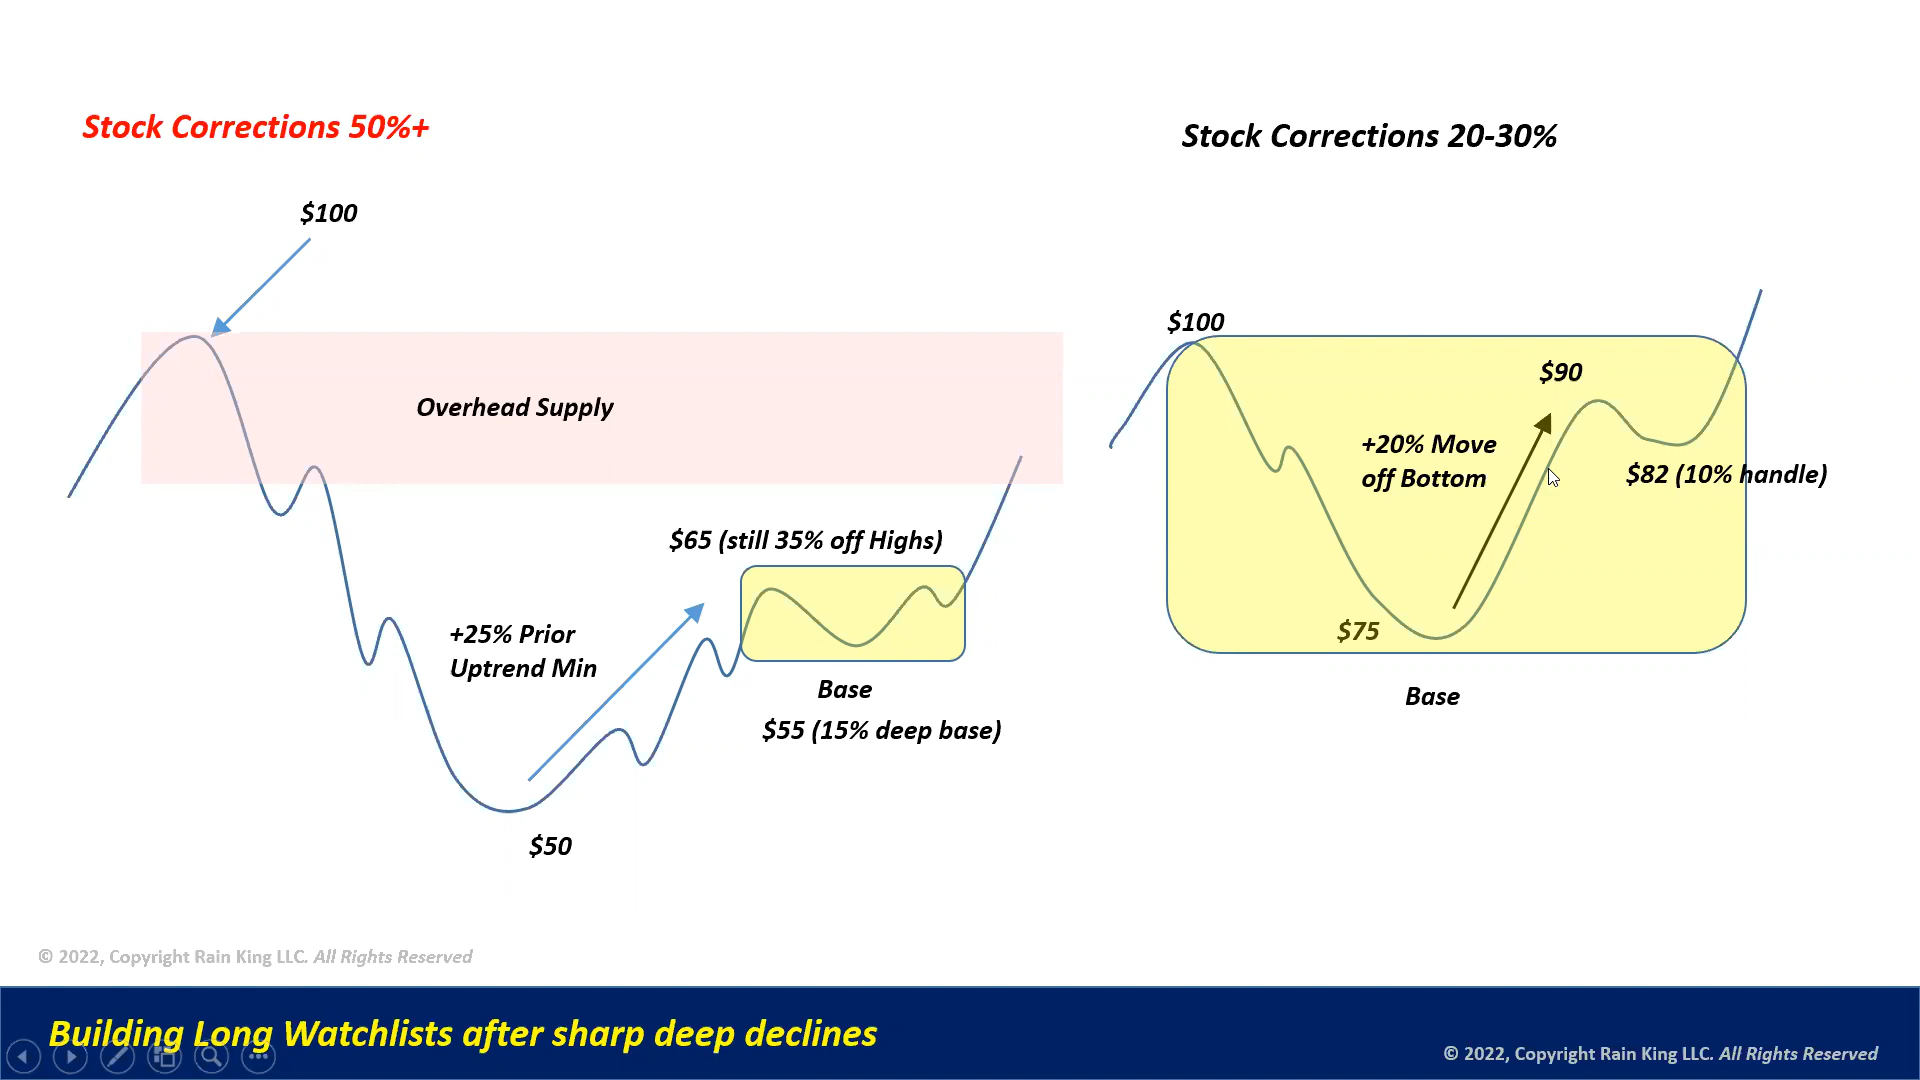 Stock Corrections 50%+
$100
Overhead Supply
$65 (still 35% off Highs)
+25% Prior
Uptrend Min
Base
$55 (15% deep base)
$50
Stock Corrections 20-30%
$100
$90
+20% Move
off Bottom
$82 (10% handle)
$75
Base
© 2022, Copyright Rain King LLC. All Rights Reserved
Building Long Watchlists after sharp deep declines
© 2022, Copyright Rain King LLC. All Rights Reserved